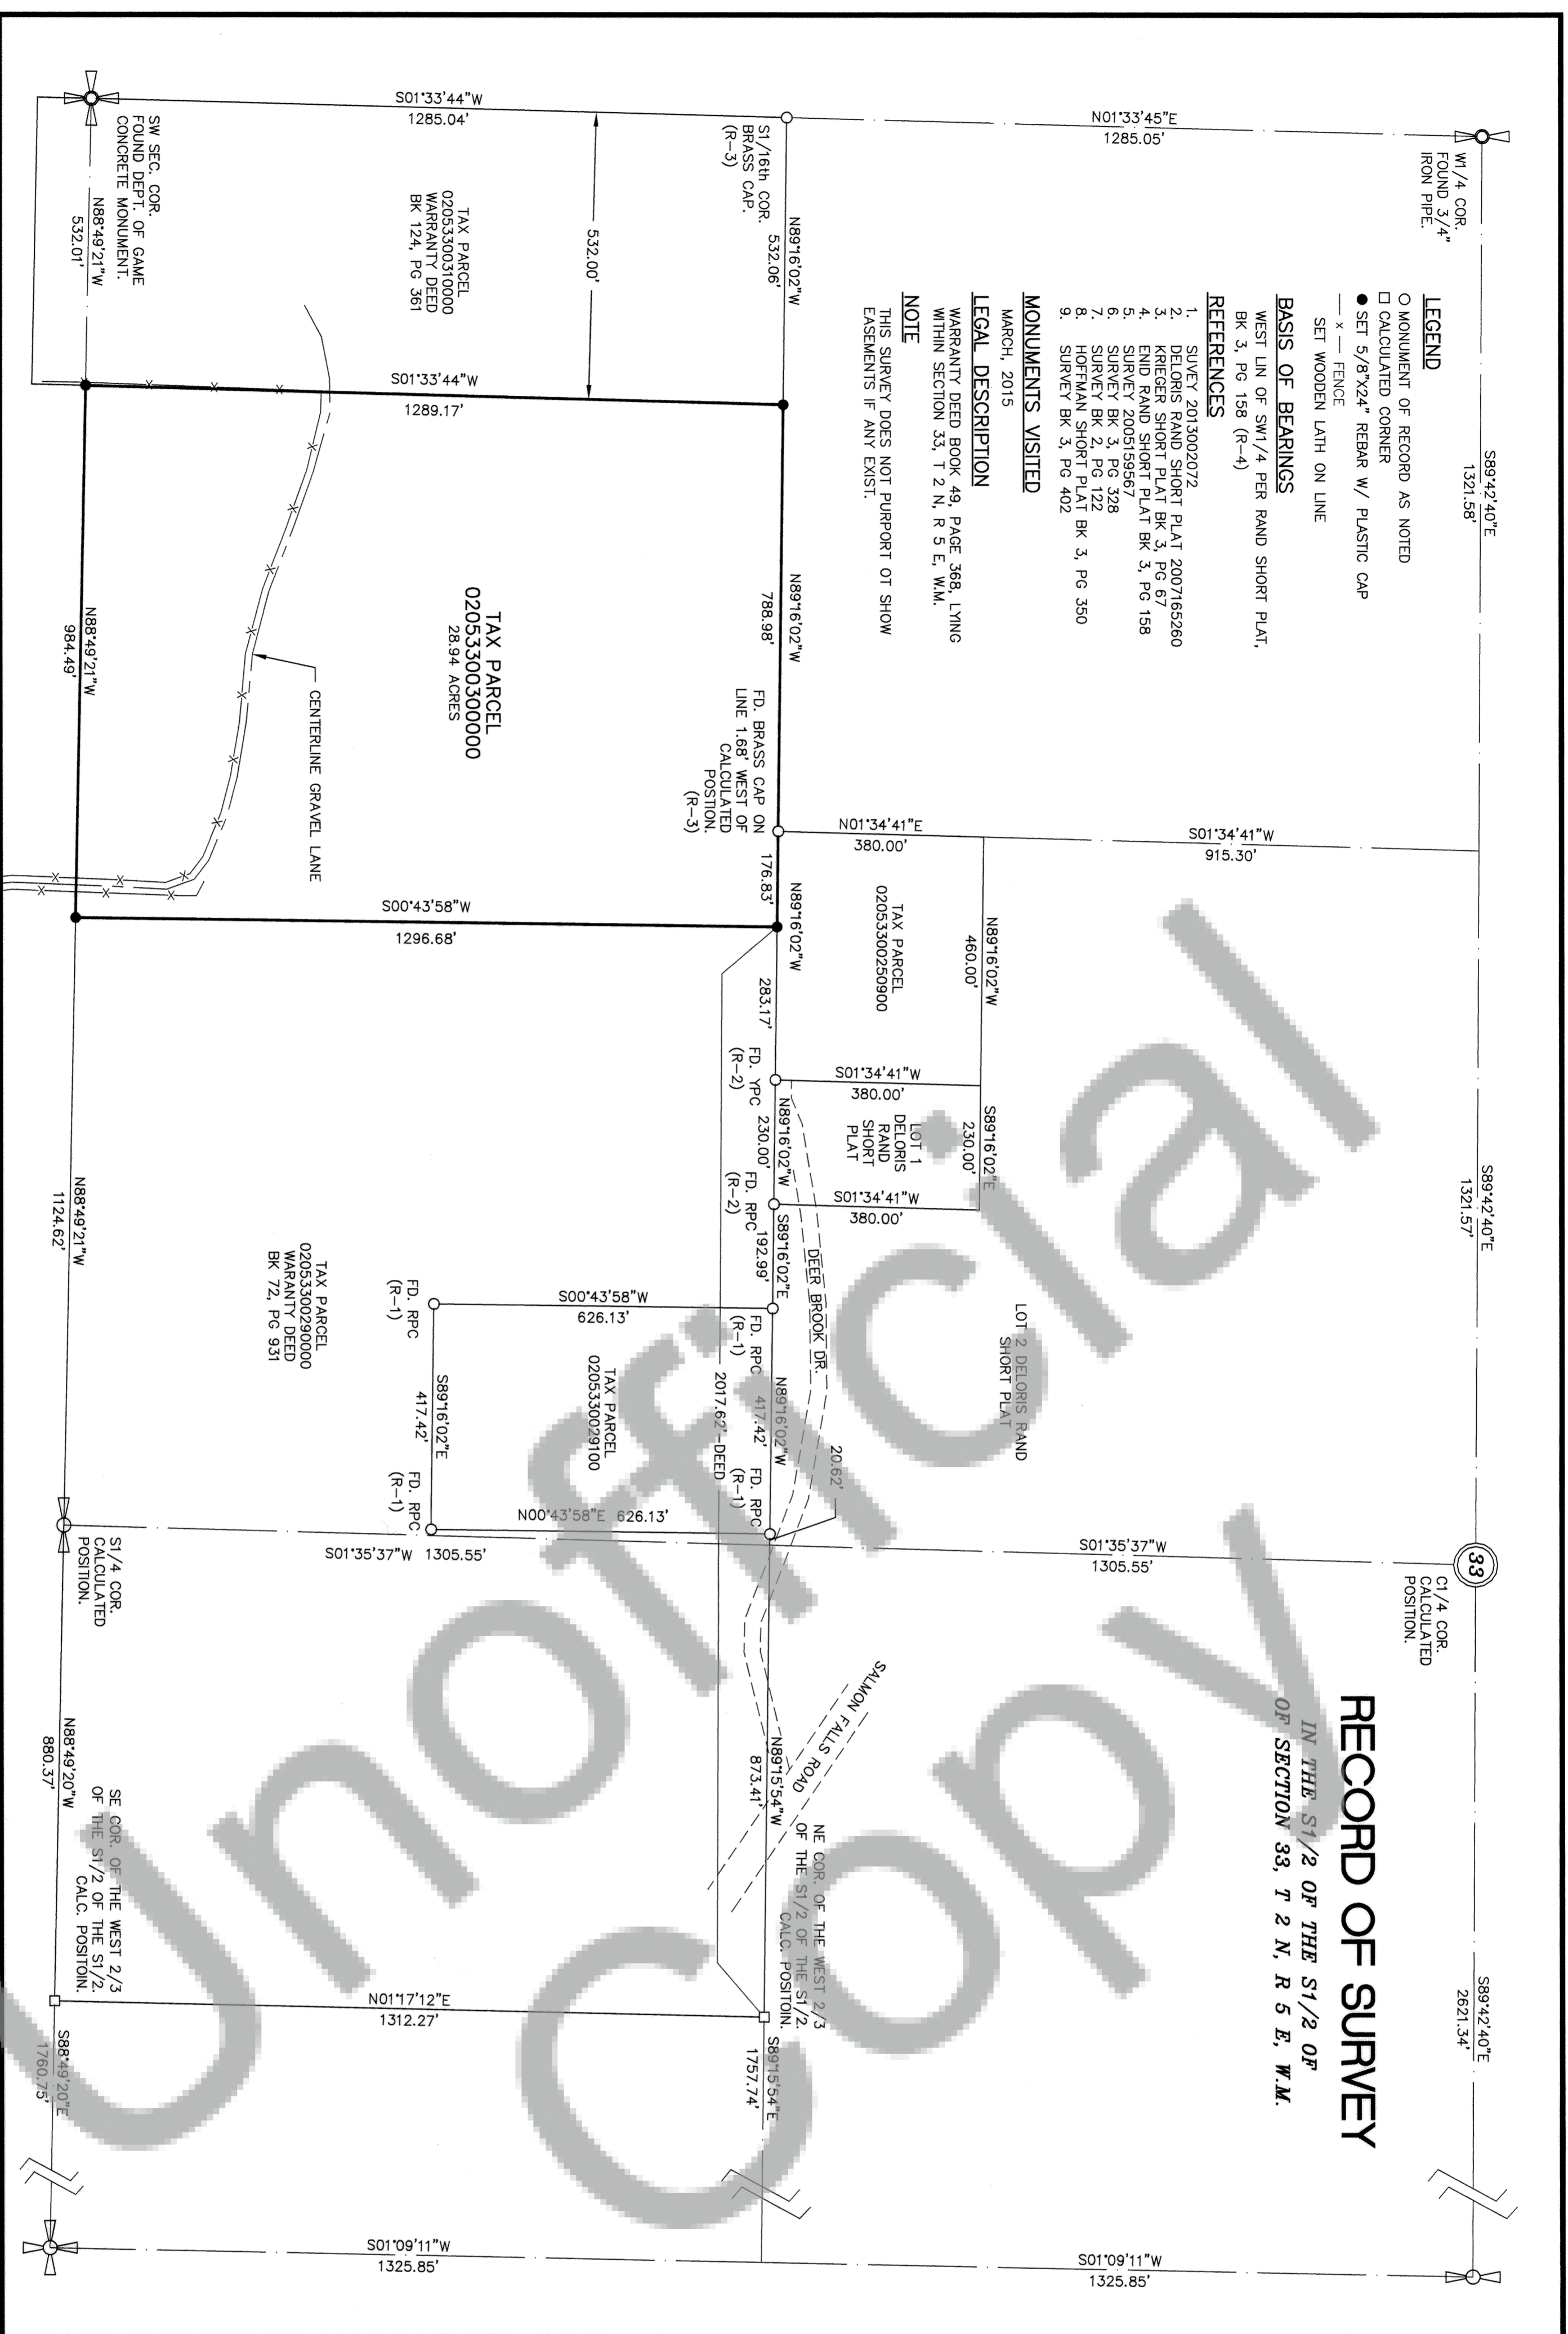 RECORD OF SURVEY
IN THE S1/2 OF THE S1/2 OF
OF SECTION 33, T 2 N, R 5 E, W.M.
W1/4 COR.
FOUND 3/4"
IRON PIPE.
S89°42'40"E
1321.58'
S89°42'40"E
1321.57'
33
C1/4 COR.
CALCULATED
POSITION.
S89°42'40"E
2621.34'
LEGEND
○ MONUMENT OF RECORD AS NOTED
□ CALCULATED CORNER
● SET 5/8"X24" REBAR W/ PLASTIC CAP
— x — FENCE
SET WOODEN LATH ON LINE
BASIS OF BEARINGS
WEST LIN OF SW1/4 PER RAND SHORT PLAT,
BK 3, PG 158 (R-4)
REFERENCES
1. SUVEY 2013002072
2. DELORIS RAND SHORT PLAT 2007165260
3. KRIEGER SHORT PLAT BK 3, PG 67
4. ENID RAND SHORT PLAT BK 3, PG 158
5. SURVEY 2005159567
6. SURVEY BK 3, PG 328
7. SURVEY BK 2, PG 122
8. HOFFMAN SHORT PLAT BK 3, PG 350
9. SURVEY BK 3, PG 402
MONUMENTS VISITED
MARCH, 2015
LEGAL DESCRIPTION
WARRANTY DEED BOOK 49, PAGE 368, LYING
WITHIN SECTION 33, T 2 N, R 5 E, W.M.
NOTE
THIS SURVEY DOES NOT PURPORT OT SHOW
EASEMENTS IF ANY EXIST.
N01°33'45"E
1285.05'
S01°34'41"W
915.30'
S01°35'37"W
1305.55'
S01°09'11"W
1325.85'
N89°16'02"W
460.00'
S89°16'02"E
230.00'
LOT 2 DELORIS RAND
SHORT PLAT
N01°34'41"E
380.00'
TAX PARCEL
02053300250900
S01°34'41"W
380.00'
LOT 1
DELORIS
RAND
SHORT
PLAT
S01°34'41"W
380.00'
DEER BROOK DR.
20.62'
SALMON FALLS ROAD
NE COR. OF THE WEST 2/3
OF THE S1/2 OF THE S1/2.
CALC. POSITOIN.
S1/16th COR.
BRASS CAP.
(R-3)
N89°16'02"W
532.06'
N89°16'02"W
788.98'
FD. BRASS CAP ON
LINE 1.68' WEST OF
CALCULATED
POSTION.
(R-3)
N89°16'02"W
176.83'
283.17'
FD. YPC
(R-2)
N89°16'02"W
230.00'
FD. RPC
(R-2)
S89°16'02"E
192.99'
FD. RPC
(R-1)
N89°16'02"W
417.42'
FD. RPC
(R-1)
N89°15'54"W
873.41'
S89°15'54"E
1757.74'
2017.62'-DEED
532.00'
S01°33'44"W
1285.04'
TAX PARCEL
02053300310000
WARRANTY DEED
BK 124, PG 361
S01°33'44"W
1289.17'
TAX PARCEL
02053300300000
28.94 ACRES
CENTERLINE GRAVEL LANE
S00°43'58"W
1296.68'
S00°43'58"W
626.13'
TAX PARCEL
02053300029100
N00°43'58"E 626.13'
FD. RPC
(R-1)
S89°16'02"E
417.42'
FD. RPC
(R-1)
S01°35'37"W 1305.55'
N01°17'12"E
1312.27'
S01°09'11"W
1325.85'
TAX PARCEL
02053300290000
WARANTY DEED
BK 72, PG 931
SW SEC. COR.
FOUND DEPT. OF GAME
CONCRETE MONUMENT.
N88°49'21"W
532.01'
N88°49'21"W
984.49'
N88°49'21"W
1124.62'
S1/4 COR.
CALCULATED
POSITION.
N88°49'20"W
880.37'
SE COR. OF THE WEST 2/3
OF THE S1/2 OF THE S1/2.
CALC. POSITOIN.
S88°49'20"E
1760.75'
Unofficial
Copy